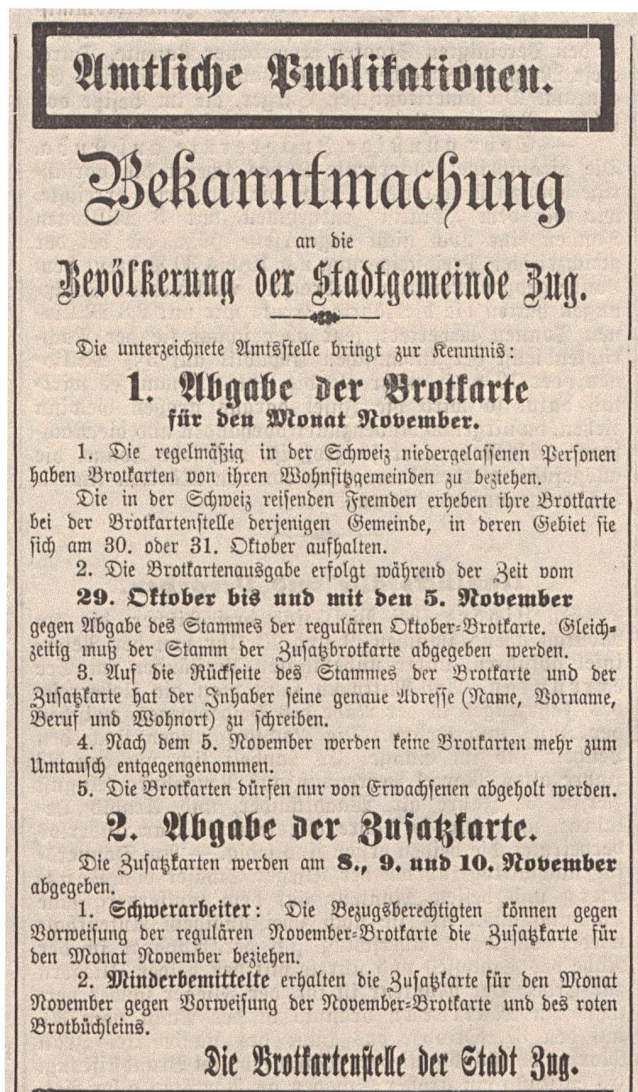 Amtliche Publikationen.
Bekanntmachung
an die
Bevölkerung der Stadtgemeinde Zug.
Die unterzeichnete Amtsstelle bringt zur Kenntnis:
1. Abgabe der Brotkarte
für den Monat November.
1. Die regelmäßig in der Schweiz niedergelassenen Personen
haben Brotkarten von ihren Wohnsitzgemeinden zu beziehen.
Die in der Schweiz reisenden Fremden erheben ihre Brotkarte
bei der Brotkartenstelle derjenigen Gemeinde, in deren Gebiet sie
sich am 30. oder 31. Oktober aufhalten.
2. Die Brotkartenausgabe erfolgt während der Zeit vom
29. Oktober bis und mit den 5. November
gegen Abgabe des Stammes der regulären Oktober-Brotkarte. Gleich-
zeitig muß der Stamm der Zusatzbrotkarte abgegeben werden.
3. Auf die Rückseite des Stammes der Brotkarte und der
Zusatzkarte hat der Inhaber seine genaue Adresse (Name, Vorname,
Beruf und Wohnort) zu schreiben.
4. Nach dem 5. November werden keine Brotkarten mehr zum
Umtausch entgegengenommen.
5. Die Brotkarten dürfen nur von Erwachsenen abgeholt werden.
2. Abgabe der Zusatzkarte.
Die Zusatzkarten werden am 8., 9. und 10. November
abgegeben.
1. Schwerarbeiter: Die Bezugsberechtigten können gegen
Vorweisung der regulären November-Brotkarte die Zusatzkarte für
den Monat November beziehen.
2. Minderbemittelte erhalten die Zusatzkarte für den Monat
November gegen Vorweisung der November-Brotkarte und des roten
Brotbüchleins.
Die Brotkartenstelle der Stadt Zug.